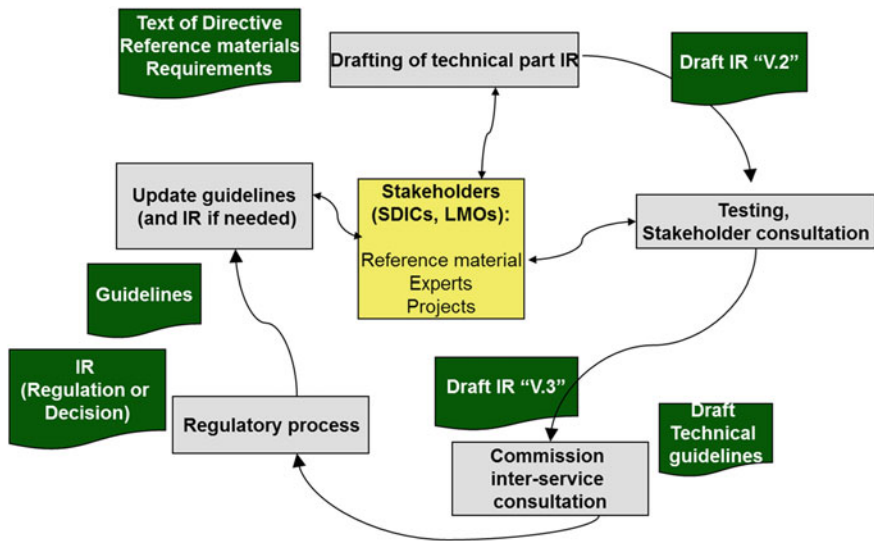 Text of Directive
Reference materials
Requirements
Drafting of technical part IR
Draft IR “V.2”
Update guidelines
(and IR if needed)
Stakeholders
(SDICs, LMOs):
Reference material
Experts
Projects
Testing,
Stakeholder consultation
Guidelines
IR
(Regulation or
Decision)
Regulatory process
Draft IR “V.3”
Draft
Technical
guidelines
Commission
inter-service
consultation